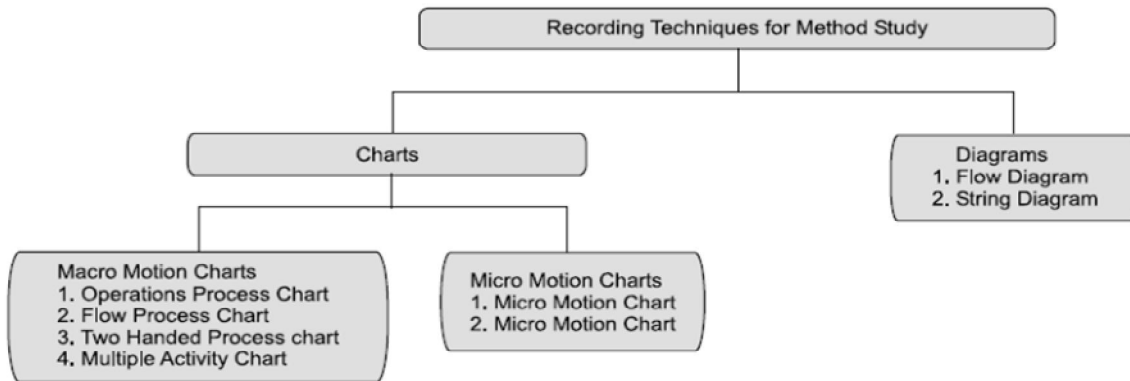 Recording Techniques for Method Study
Charts
Diagrams
1. Flow Diagram
2. String Diagram
Macro Motion Charts
1. Operations Process Chart
2. Flow Process Chart
3. Two Handed Process chart
4. Multiple Activity Chart
Micro Motion Charts
1. Micro Motion Chart
2. Micro Motion Chart